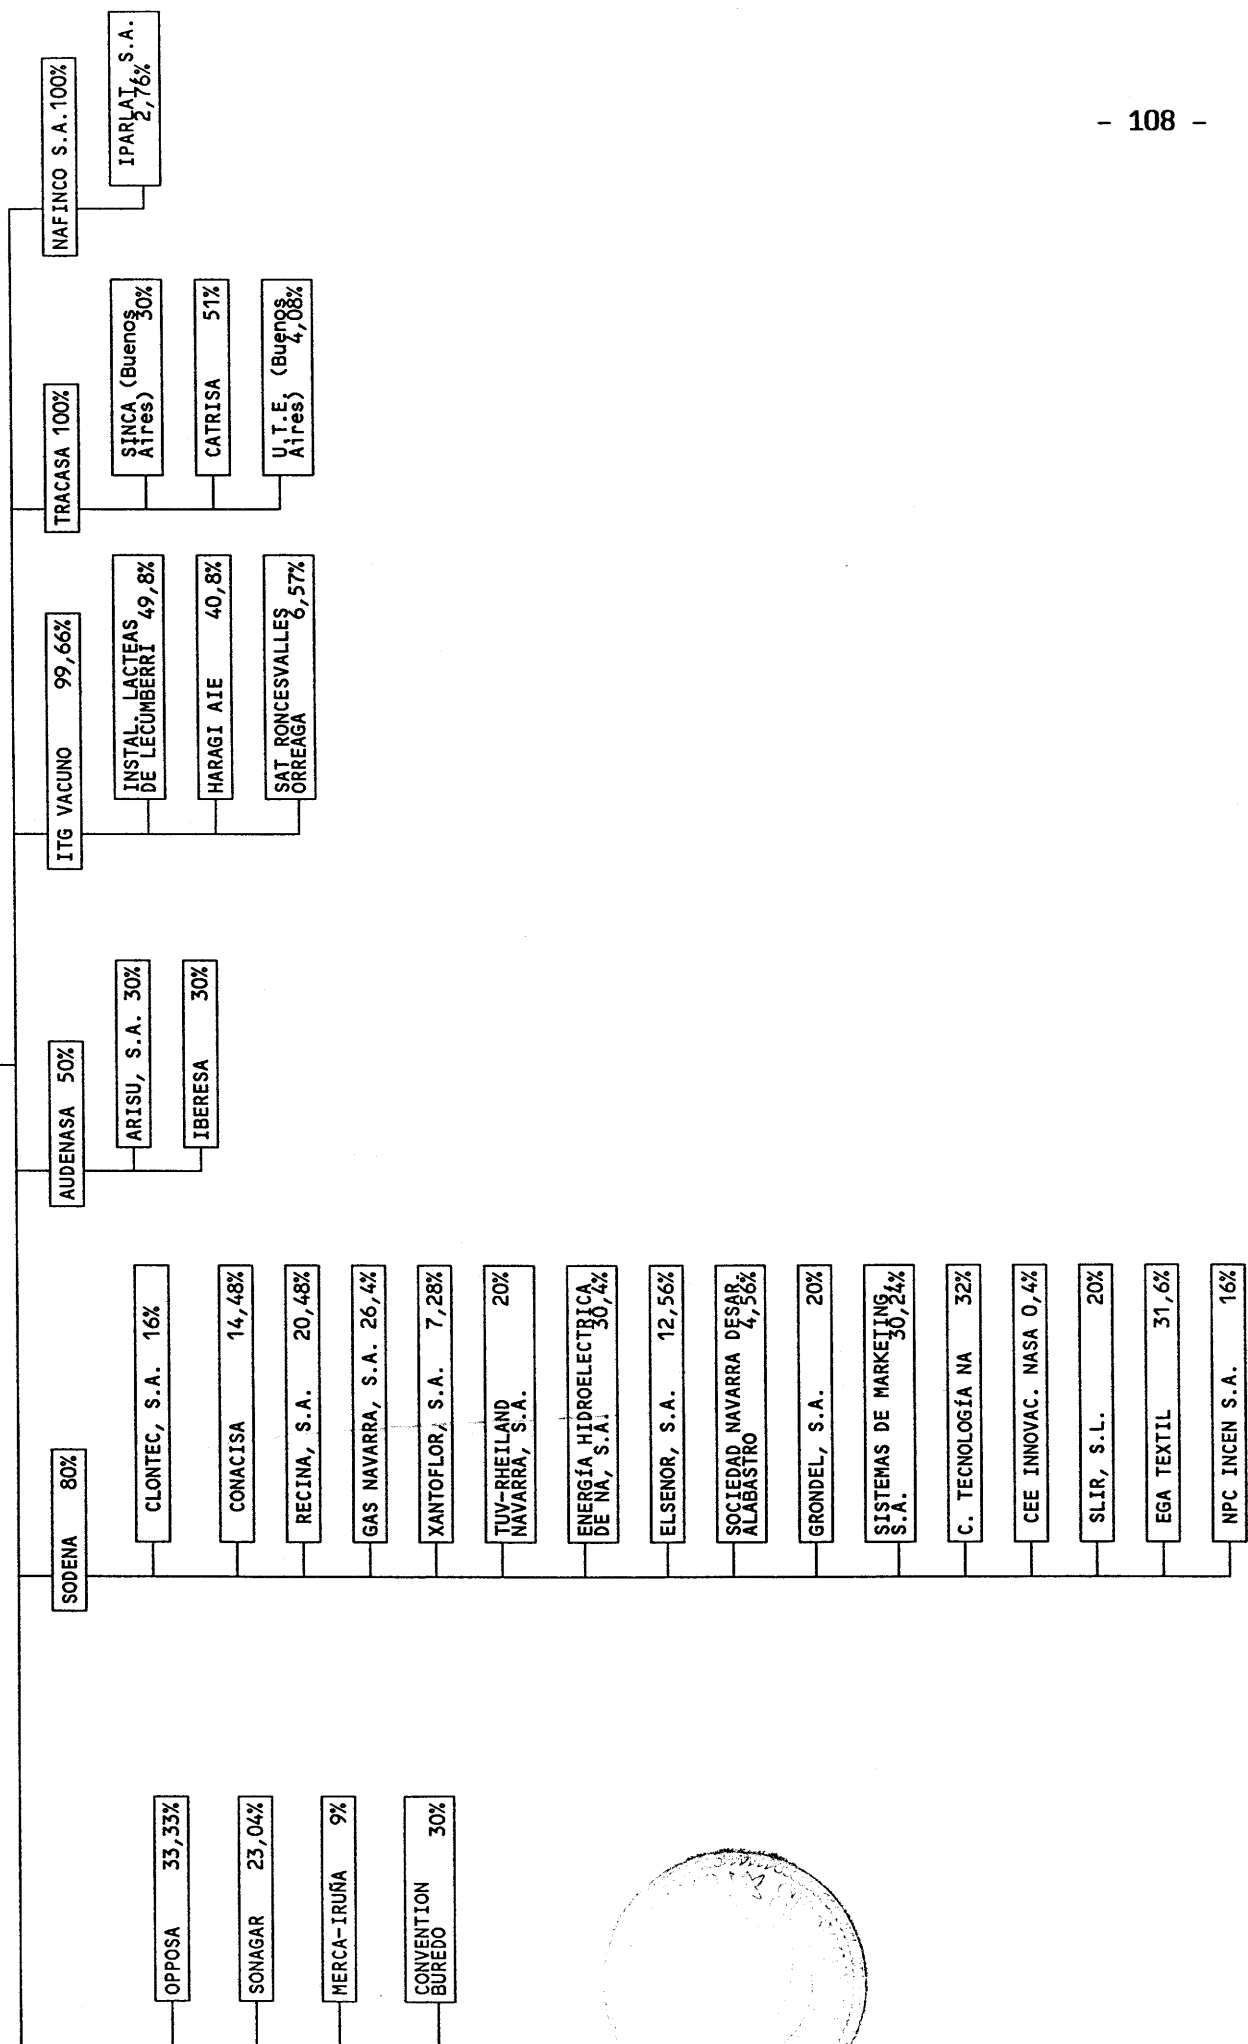 - 108 -
OPPOSA 33,33%
SONAGAR 23,04%
MERCA-IRUÑA 9%
CONVENTION
BUREDO 30%
SODENA 80%
CLONTEC, S.A. 16%
CONACISA 14,48%
RECINA, S.A. 20,48%
GAS NAVARRA, S.A. 26,4%
XANTOFLOR, S.A. 7,28%
TUV-RHEILAND
NAVARRA, S.A. 20%
ENERGÍA HIDROELECTRICA
DE NA, S.A. 30,4%
ELSENOR, S.A. 12,56%
SOCIEDAD NAVARRA DESAR.
ALABASTRO 4,56%
GRONDEL, S.A. 20%
SISTEMAS DE MARKETING
S.A. 30,24%
C. TECNOLOGÍA NA 32%
CEE INNOVAC. NASA 0,4%
SLIR, S.L. 20%
EGA TEXTIL 31,6%
NPC INCEN S.A. 16%
AUDENASA 50%
ARISU, S.A. 30%
IBERESA 30%
ITG VACUNO 99,66%
INSTAL. LACTEAS
DE LECUMBERRI 49,8%
HARAGI AIE 40,8%
SAT RONCESVALLES
ORREAGA 6,57%
TRACASA 100%
SINCA (Buenos
Aires) 30%
CATRISA 51%
U.T.E. (Buenos
Aires) 4,08%
NAFINCO S.A.100%
IPARLAT, S.A.
2,76%